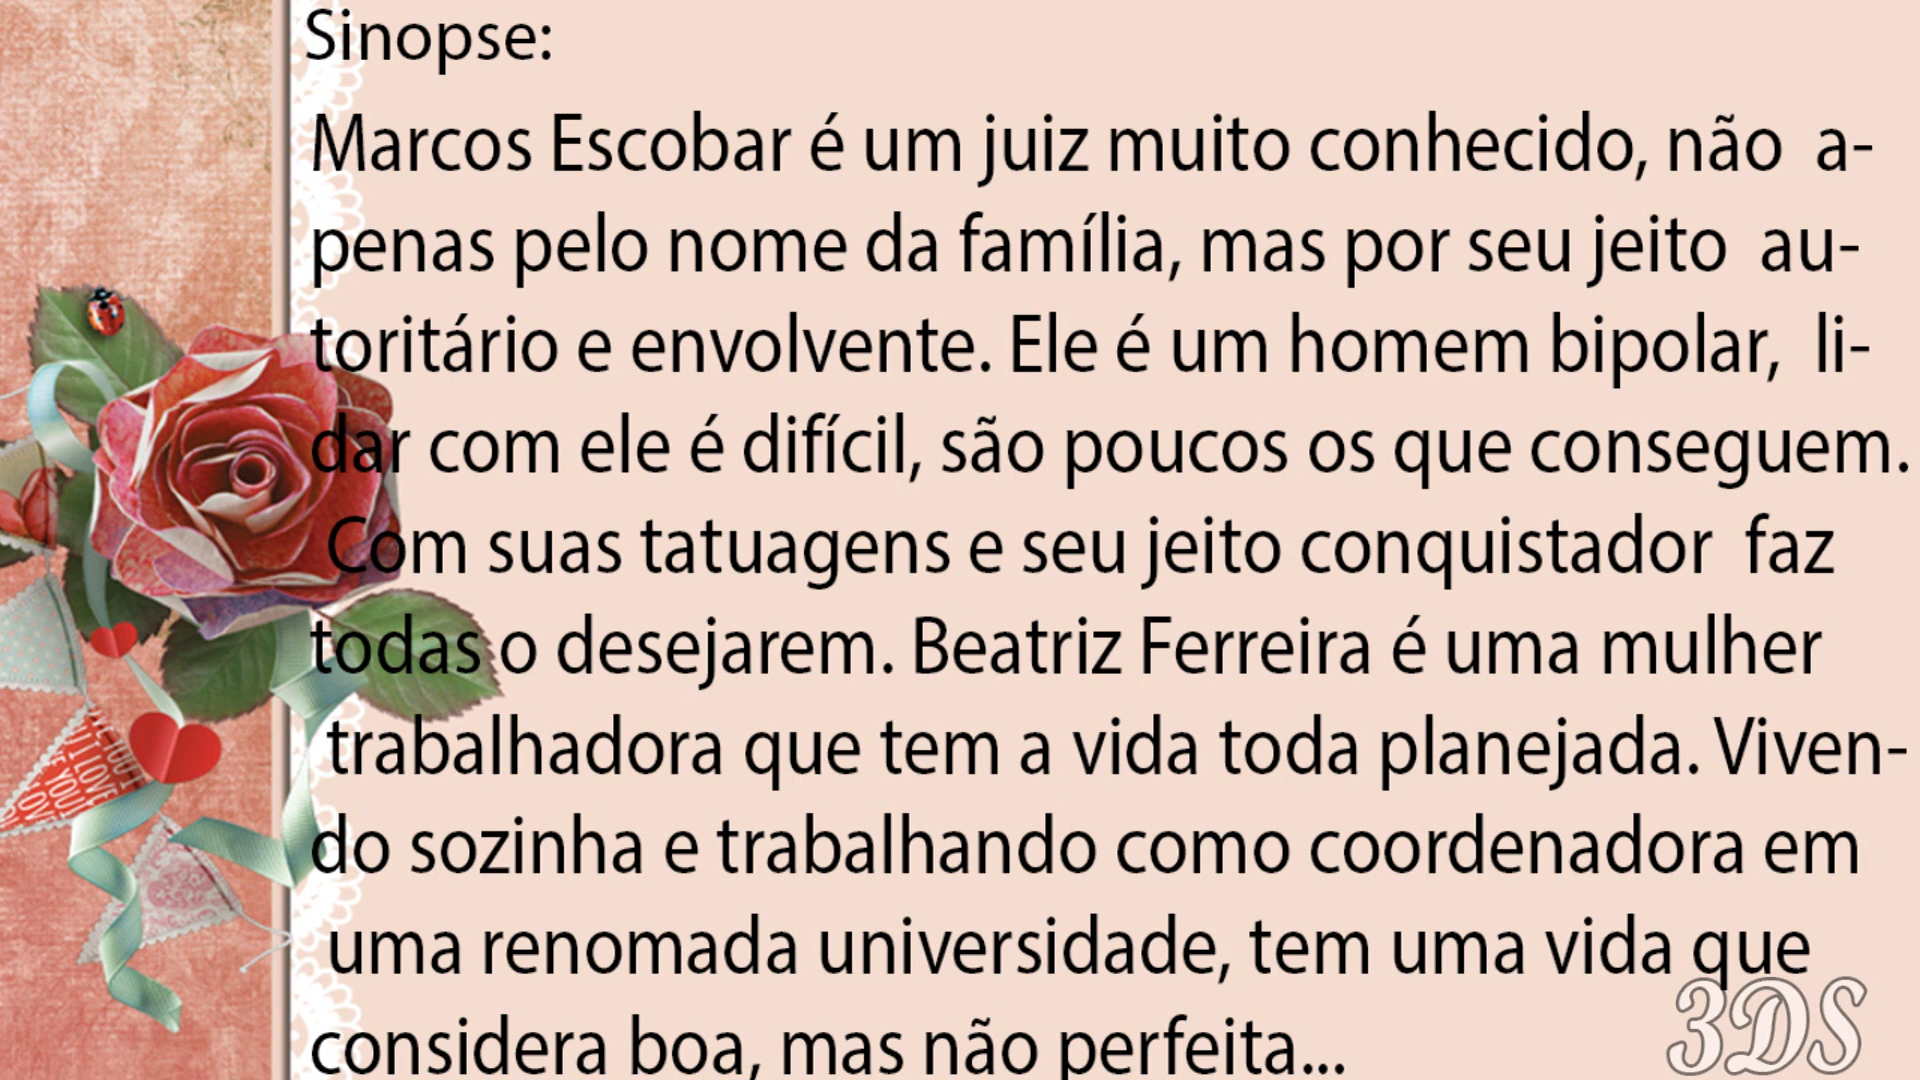 Sinopse:
Marcos Escobar é um juiz muito conhecido, não a-
penas pelo nome da família, mas por seu jeito au-
toritário e envolvente. Ele é um homem bipolar, li-
dar com ele é difícil, são poucos os que conseguem.
Com suas tatuagens e seu jeito conquistador faz
todas o desejarem. Beatriz Ferreira é uma mulher
trabalhadora que tem a vida toda planejada. Viven-
do sozinha e trabalhando como coordenadora em
uma renomada universidade, tem uma vida que
considera boa, mas não perfeita...
3DS